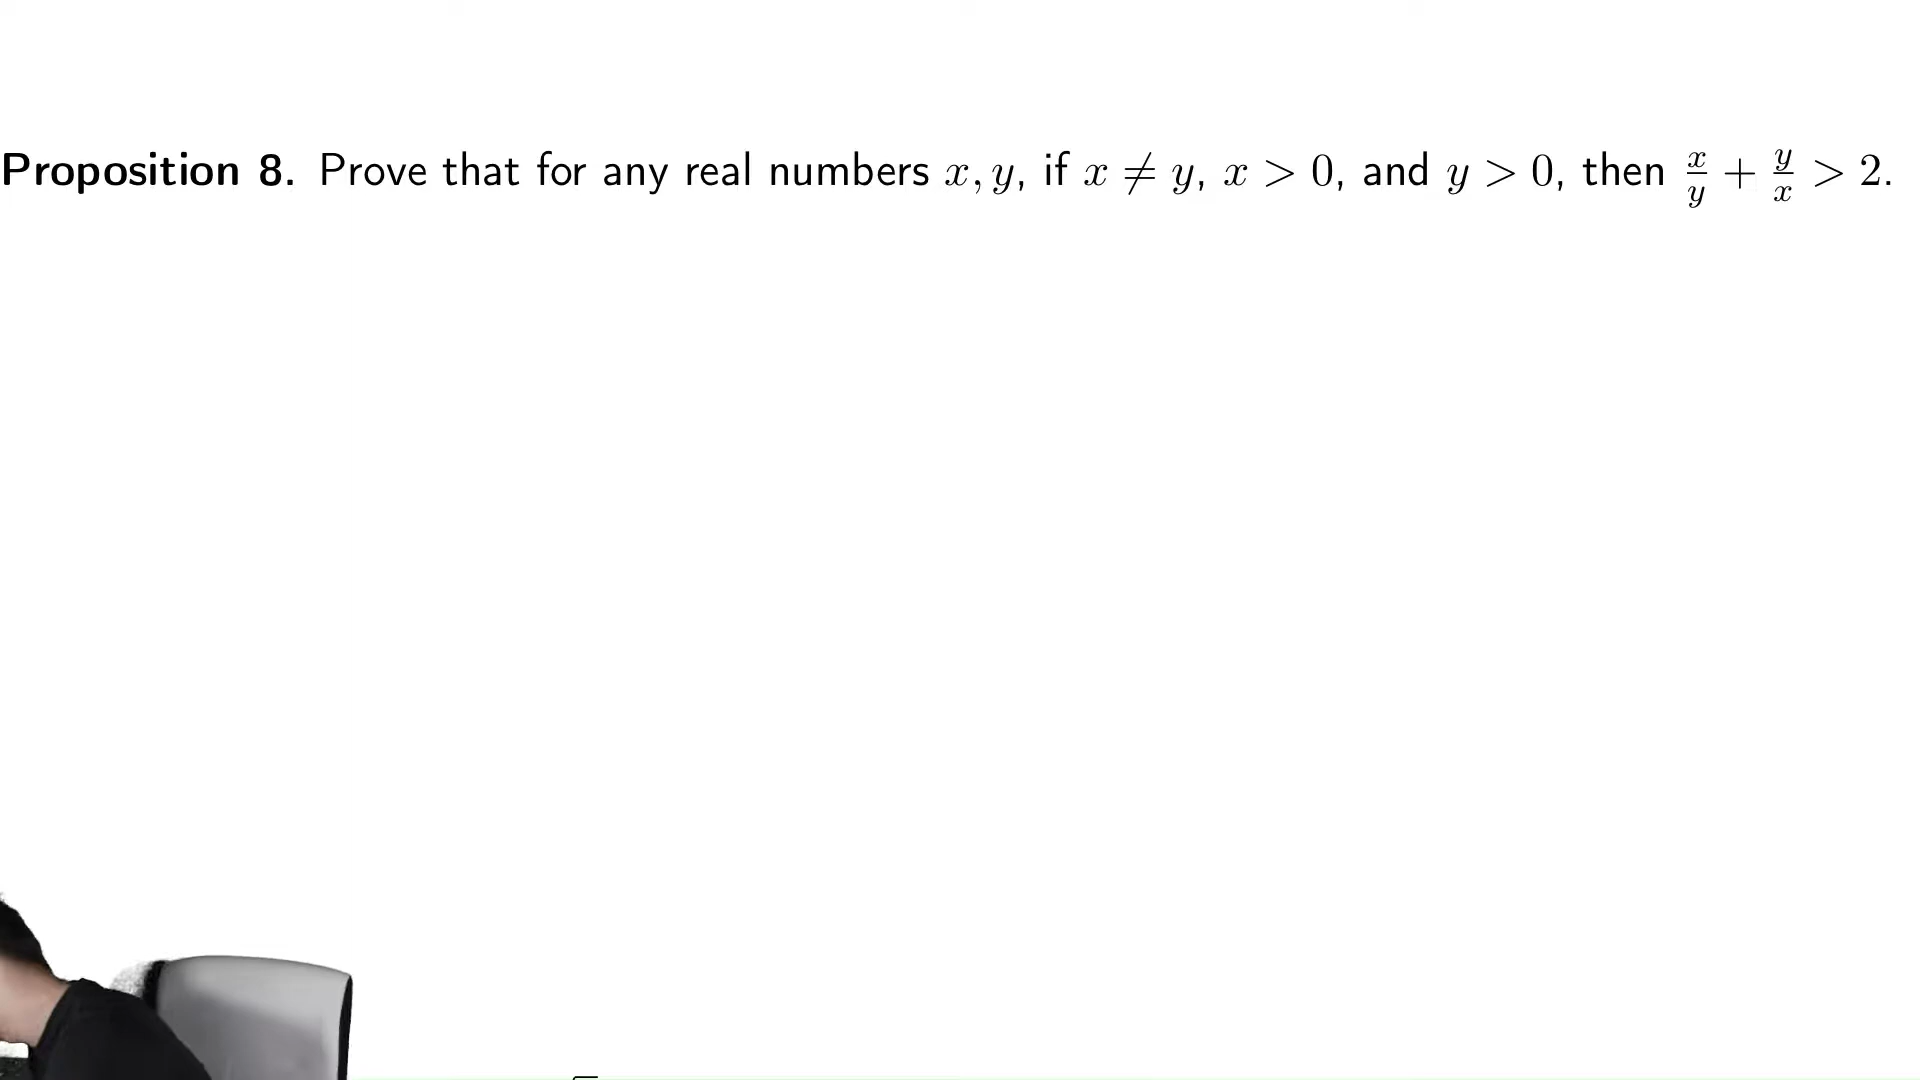 Proposition 8. Prove that for any real numbers x, y, if x ≠ y, x > 0, and y > 0, then x/y + y/x > 2.